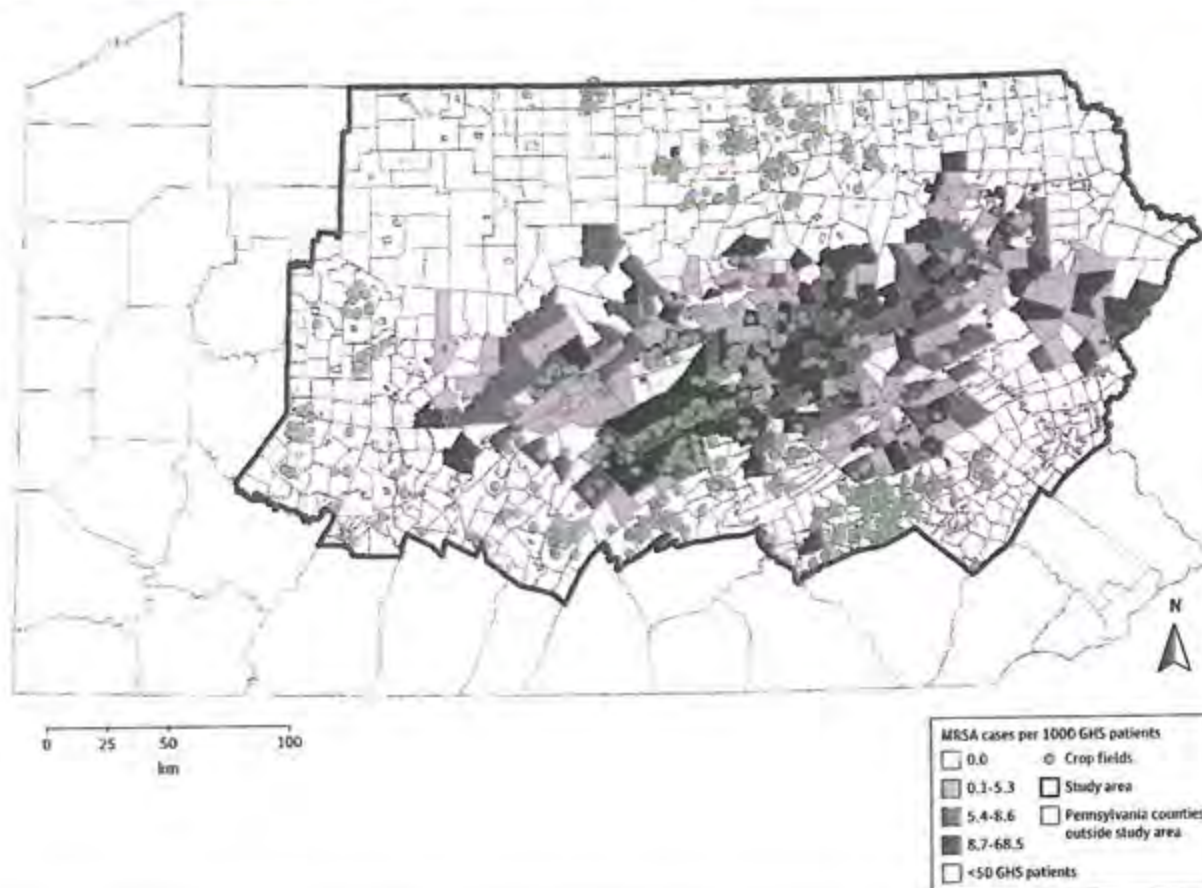 N
0 25 50 100
km
MRSA cases per 1000 GHS patients
0.0 Crop fields
0.1-5.3 Study area
5.4-8.6 Pennsylvania counties
outside study area
8.7-68.5
<50 GHS patients